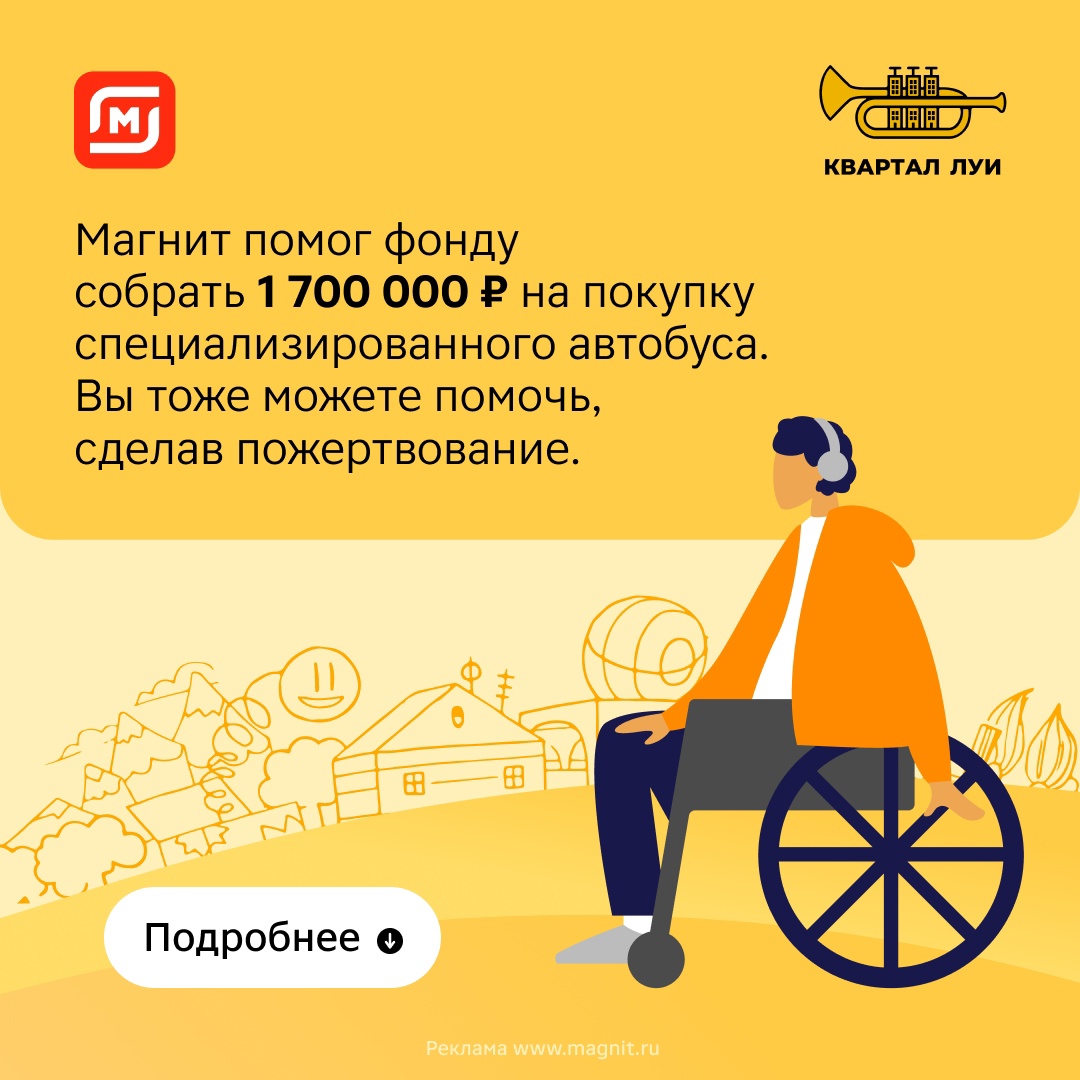 М
КВАРТАЛ ЛУИ
Магнит помог фонду
собрать 1 700 000 ₽ на покупку
специализированного автобуса.
Вы тоже можете помочь,
сделав пожертвование.
Подробнее
Реклама www.magnit.ru